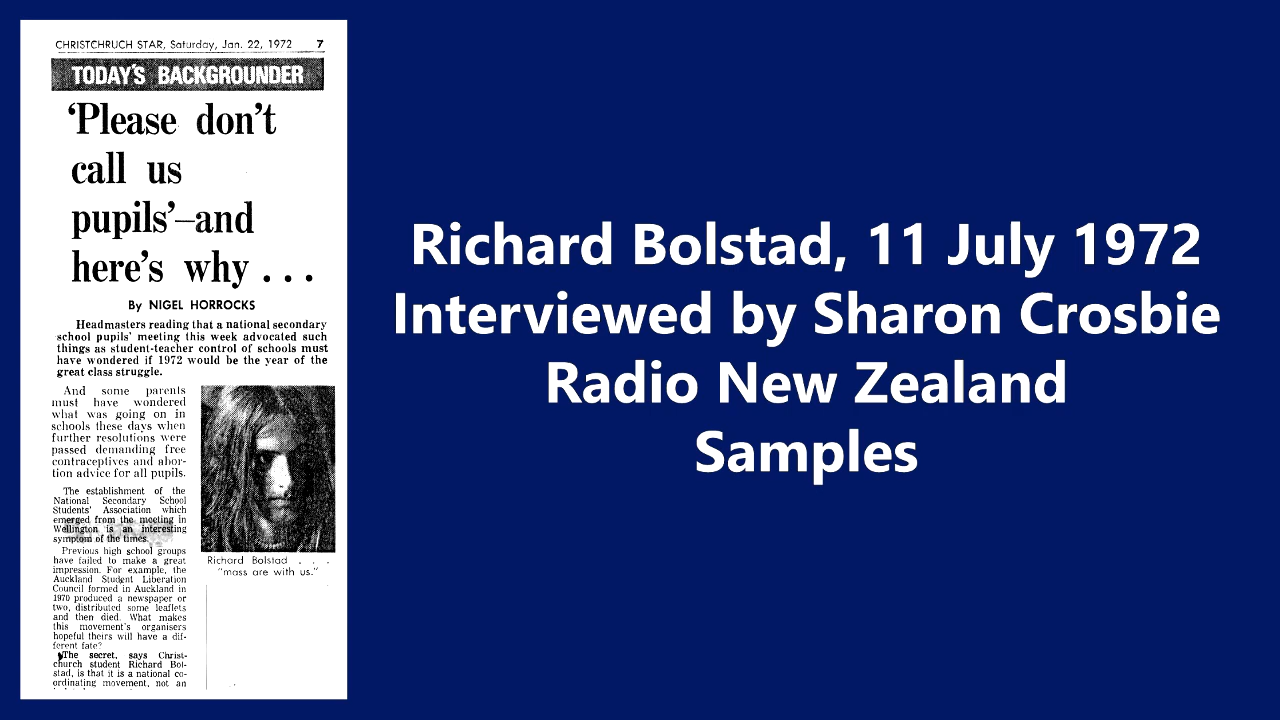 CHRISTCHRUCH STAR, Saturday, Jan. 22, 1972 7
TODAY'S BACKGROUNDER
'Please don't
call us
pupils'—and
here's why . . .
By NIGEL HORROCKS
Headmasters reading that a national secondary
school pupils' meeting this week advocated such
things as student-teacher control of schools must
have wondered if 1972 would be the year of the
great class struggle.
And some parents
must have wondered
what was going on in
schools these days when
further resolutions were
passed demanding free
contraceptives and abor-
tion advice for all pupils.
The establishment of the
National Secondary School
Students' Association which
emerged from the meeting in
Wellington is an interesting
symptom of the times.
Previous high school groups
have failed to make a great
impression. For example, the
Auckland Student Liberation
Council formed in Auckland in
1970 produced a newspaper or
two, distributed some leaflets
and then died. What makes
this movement's organisers
hopeful theirs will have a dif-
ferent fate?
The secret, says Christ-
church student Richard Bol-
stad, is that it is a national co-
ordinating movement, not an
Richard Bolstad . . .
"mass are with us."
Richard Bolstad, 11 July 1972
Interviewed by Sharon Crosbie
Radio New Zealand
Samples